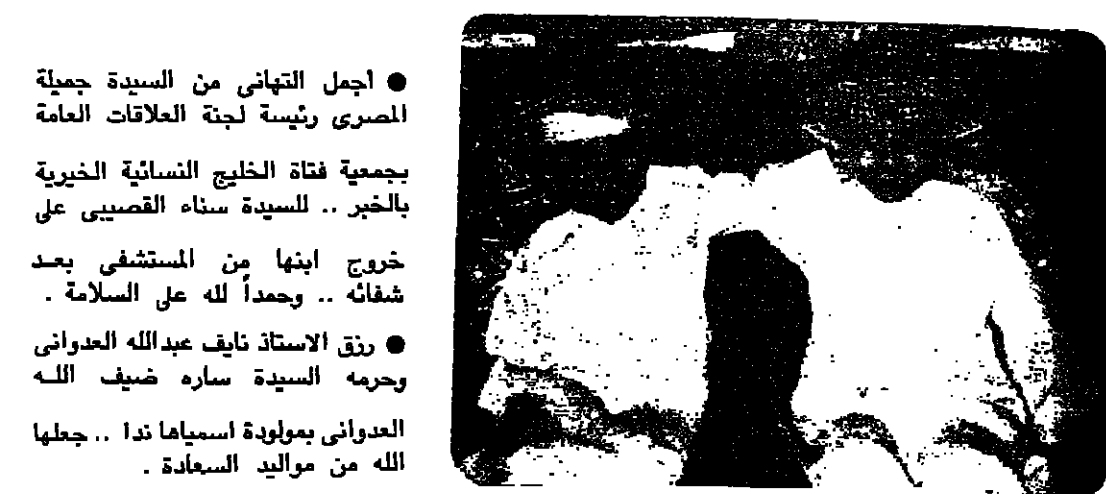 ● أجمل التهانى من السيدة جميلة
المصرى رئيسة لجنة العلاقات العامة
بجمعية فتاة الخليج النسائية الخيرية
بالخبر .. للسيدة سناء القصيبى على
خروج ابنها من المستشفى بعد
شفائه .. وحمداً لله على السلامة .
● رزق الاستاذ نايف عبدالله العدوانى
وحرمه السيدة ساره ضيف اللـه
العدوانى بمولودة اسمياها ندا .. جعلها
الله من مواليد السعادة .